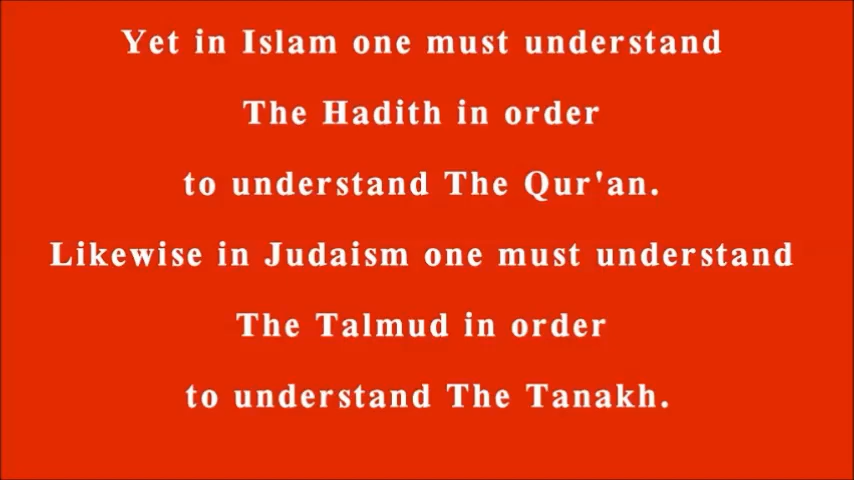 Yet in Islam one must understand
The Hadith in order
to understand The Qur'an.
Likewise in Judaism one must understand
The Talmud in order
to understand The Tanakh.